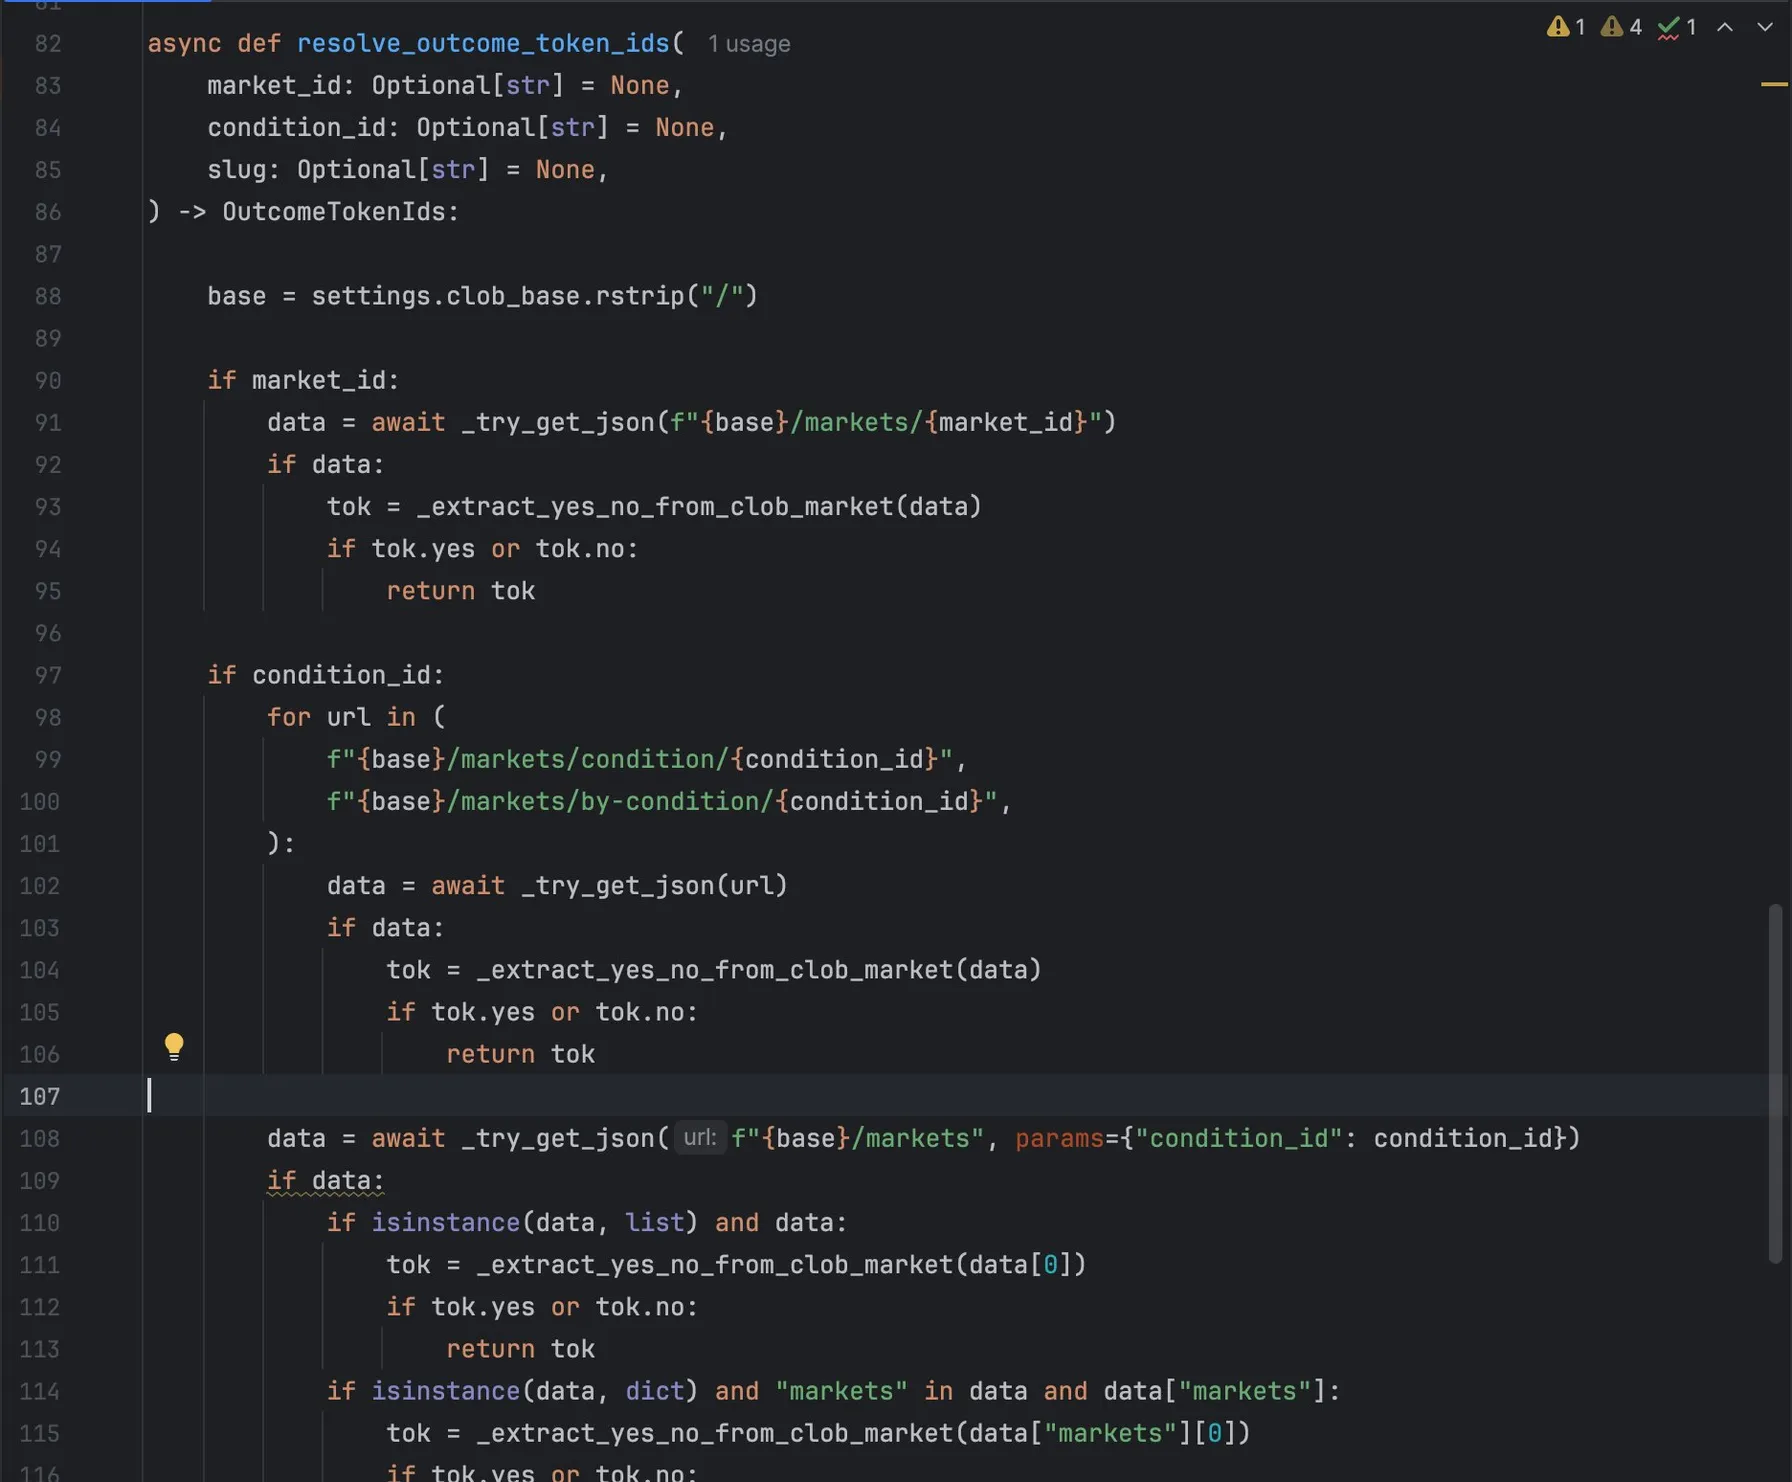 81
1 4 1
82 async def resolve_outcome_token_ids( 1 usage
83     market_id: Optional[str] = None,
84     condition_id: Optional[str] = None,
85     slug: Optional[str] = None,
86 ) -> OutcomeTokenIds:
87
88     base = settings.clob_base.rstrip("/")
89
90     if market_id:
91         data = await _try_get_json(f"{base}/markets/{market_id}")
92         if data:
93             tok = _extract_yes_no_from_clob_market(data)
94             if tok.yes or tok.no:
95                 return tok
96
97     if condition_id:
98         for url in (
99             f"{base}/markets/condition/{condition_id}",
100             f"{base}/markets/by-condition/{condition_id}",
101         ):
102             data = await _try_get_json(url)
103             if data:
104                 tok = _extract_yes_no_from_clob_market(data)
105                 if tok.yes or tok.no:
106                     return tok
107
108         data = await _try_get_json( url: f"{base}/markets", params={"condition_id": condition_id})
109         if data:
110             if isinstance(data, list) and data:
111                 tok = _extract_yes_no_from_clob_market(data[0])
112                 if tok.yes or tok.no:
113                     return tok
114             if isinstance(data, dict) and "markets" in data and data["markets"]:
115                 tok = _extract_yes_no_from_clob_market(data["markets"][0])
116                 if tok.yes or tok.no: